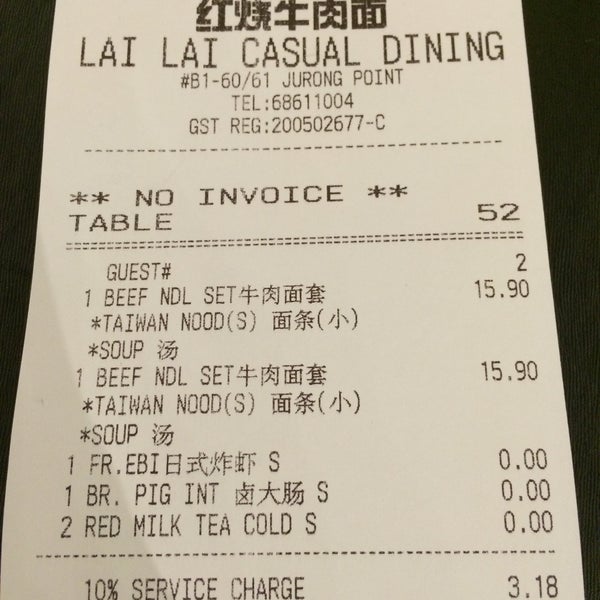 红烧牛肉面
LAI LAI CASUAL DINING
#B1-60/61 JURONG POINT
TEL:68611004
GST REG:200502677-C
** NO INVOICE **
TABLE 52
GUEST# 2
1 BEEF NDL SET牛肉面套 15.90
*TAIWAN NOOD(S) 面条(小)
*SOUP 汤
1 BEEF NDL SET牛肉面套 15.90
*TAIWAN NOOD(S) 面条(小)
*SOUP 汤
1 FR.EBI日式炸虾 S 0.00
1 BR. PIG INT 卤大肠 S 0.00
2 RED MILK TEA COLD S 0.00
10% SERVICE CHARGE 3.18